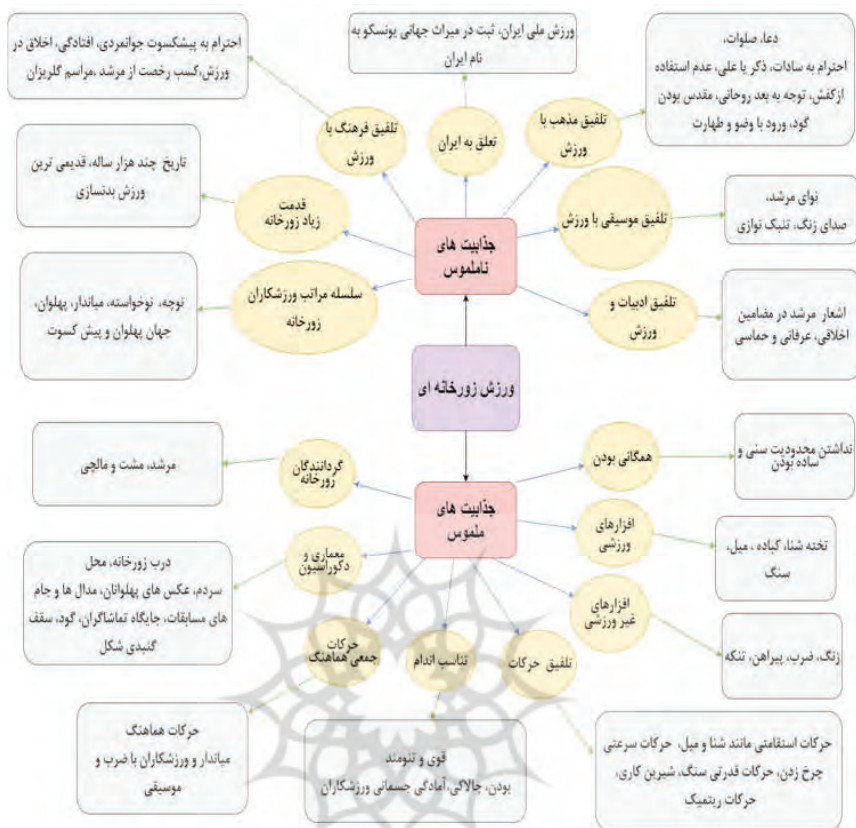 دعا، صلوات،
احترام به سادات، ذکر یا علی، عدم استفاده
ازکفش، توجه به بعد روحانی، مقدس بودن
گود، ورود با وضو و طهارت
ورزش ملی ایران، ثبت در میراث جهانی یونسکو به
نام ایران
احترام به پیشکسوت جوانمردی، افتادگی، اخلاق در
ورزش،کسب رخصت از مرشد ،مراسم گلریزان
تلفیق مذهب با
ورزش
تعلق به ایران
تلفیق فرهنگ با
ورزش
نوای مرشد،
صدای زنگ، تنبک نوازی
تلفیق موسیقی با ورزش
جذابیت های
ناملموس
قدمت
زیاد زورخانه
تاریخ چند هزار ساله، قدیمی ترین
ورزش بدنسازی
اشعار مرشد در مضامین
اخلاقی، عرفانی و حماسی
تلفیق ادبیات و
ورزش
سلسله مراتب ورزشکاران
زورخانه
نوچه، نوخواسته، میاندار، پهلوان،
جهان پهلوان و پیش کسوت
ورزش زورخانه ای
نداشتن محدودیت سنی و
ساده بودن
همگانی بودن
جذابیت های
ملموس
گردانندگان
زورخانه
مرشد، مشت و مالچی
تخته شنا، کباده ، میل،
سنگ
افزارهای
ورزشی
معماری و
دکوراسیون
درب زورخانه، محل
سردم، عکس های پهلوانان، مدال ها و جام
های مسابقات، جایگاه تماشاگران، گود، سقف
گنبدی شکل
زنگ، ضرب، پیراهن، تنکه
افزارهای
غیر ورزشی
تلفیق حرکات
تناسب اندام
حرکات
جمعی هماهنگ
حرکات استقامتی مانند شنا و میل، حرکات سرعتی
چرخ زدن، حرکات قدرتی سنگ، شیرین کاری،
حرکات ریتمیک
قوی و تنومند
بودن، چالاکی،آمادگی جسمانی ورزشکاران
حرکات هماهنگ
میاندار و ورزشکاران با ضرب و
موسیقی